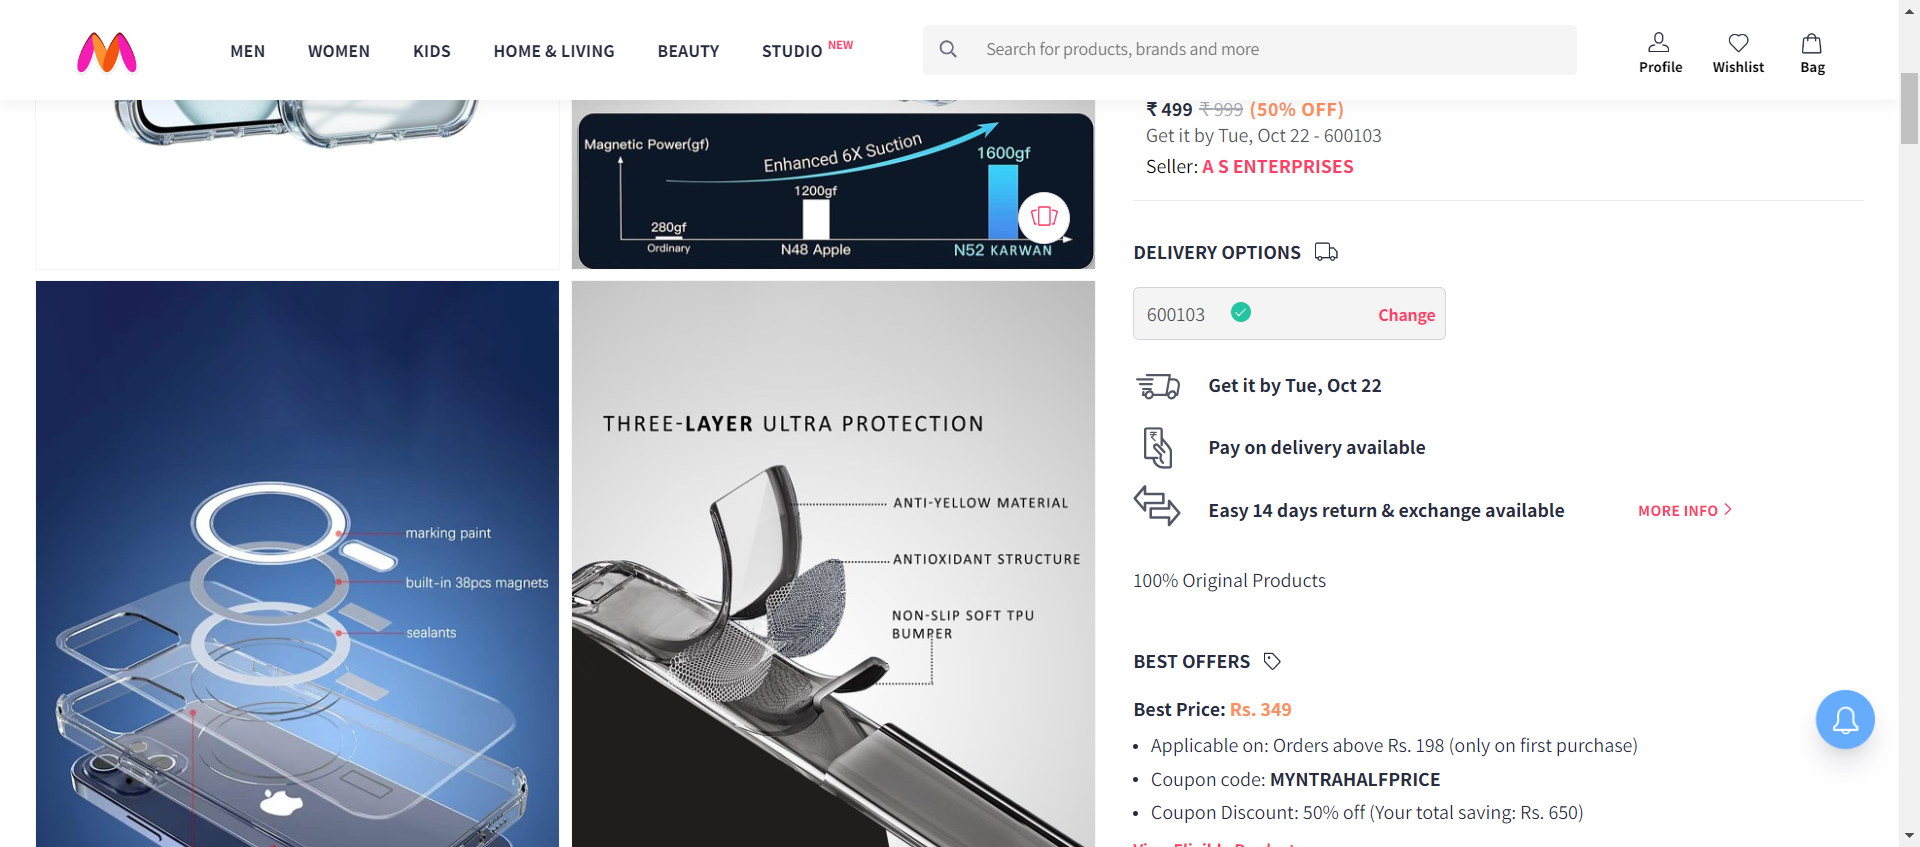 MEN WOMEN KIDS HOME & LIVING BEAUTY STUDIO NEW
Search for products, brands and more
Profile Wishlist Bag
Magnetic Power(gf)
Enhanced 6X Suction
280gf
Ordinary
1200gf
N48 Apple
1600gf
N52 KARWAN
marking paint
built-in 38pcs magnets
sealants
THREE-LAYER ULTRA PROTECTION
ANTI-YELLOW MATERIAL
ANTIOXIDANT STRUCTURE
NON-SLIP SOFT TPU
BUMPER
₹ 499 ₹ 999 (50% OFF)
Get it by Tue, Oct 22 - 600103
Seller: A S ENTERPRISES
DELIVERY OPTIONS
600103 Change
Get it by Tue, Oct 22
Pay on delivery available
Easy 14 days return & exchange available MORE INFO
100% Original Products
BEST OFFERS
Best Price: Rs. 349
• Applicable on: Orders above Rs. 198 (only on first purchase)
• Coupon code: MYNTRAHALFPRICE
• Coupon Discount: 50% off (Your total saving: Rs. 650)